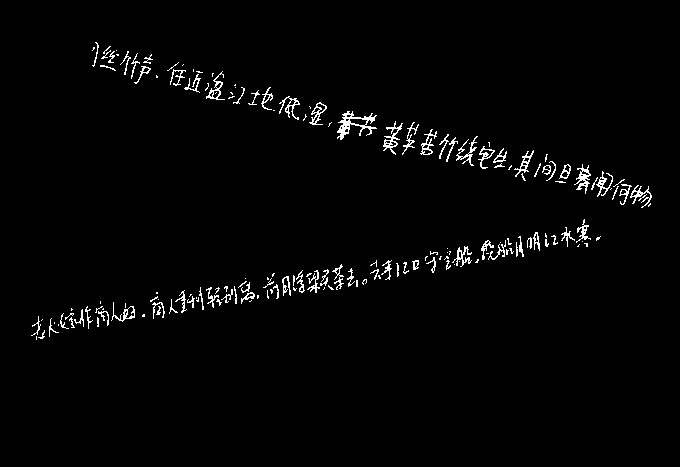 丝竹声、住近湓江地低湿，黄芦苦竹绕宅生，其间旦暮闻何物
老大嫁作商人妇，商人重利轻别离，前月浮梁买茶去。去来江口守空船，绕船月明江水寒。